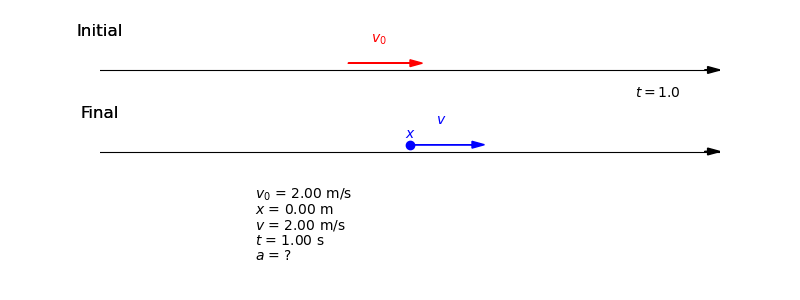 Initial
v₀
t = 1.0
Final
v
x
v₀ = 2.00 m/s
x = 0.00 m
v = 2.00 m/s
t = 1.00 s
a = ?